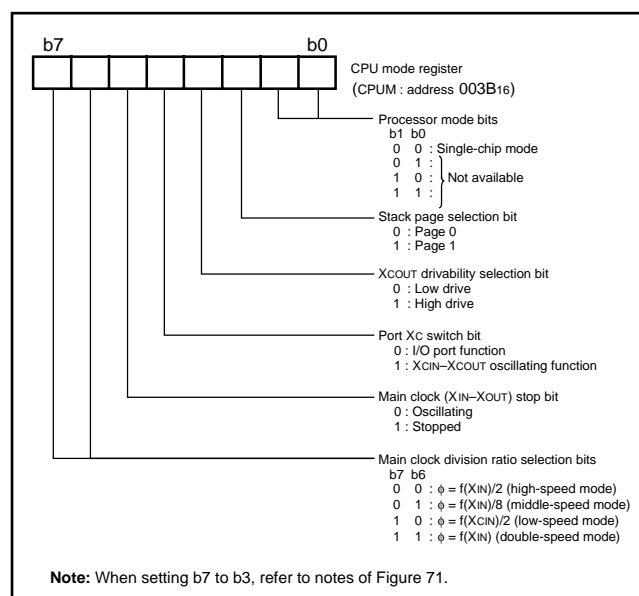 b7 b0
CPU mode register
(CPUM : address 003B16)
Processor mode bits
b1 b0
0 0 : Single-chip mode
0 1 :
1 0 : Not available
1 1 :
Stack page selection bit
0 : Page 0
1 : Page 1
XCOUT drivability selection bit
0 : Low drive
1 : High drive
Port XC switch bit
0 : I/O port function
1 : XCIN–XCOUT oscillating function
Main clock (XIN–XOUT) stop bit
0 : Oscillating
1 : Stopped
Main clock division ratio selection bits
b7 b6
0 0 : φ = f(XIN)/2 (high-speed mode)
0 1 : φ = f(XIN)/8 (middle-speed mode)
1 0 : φ = f(XCIN)/2 (low-speed mode)
1 1 : φ = f(XIN) (double-speed mode)
Note: When setting b7 to b3, refer to notes of Figure 71.